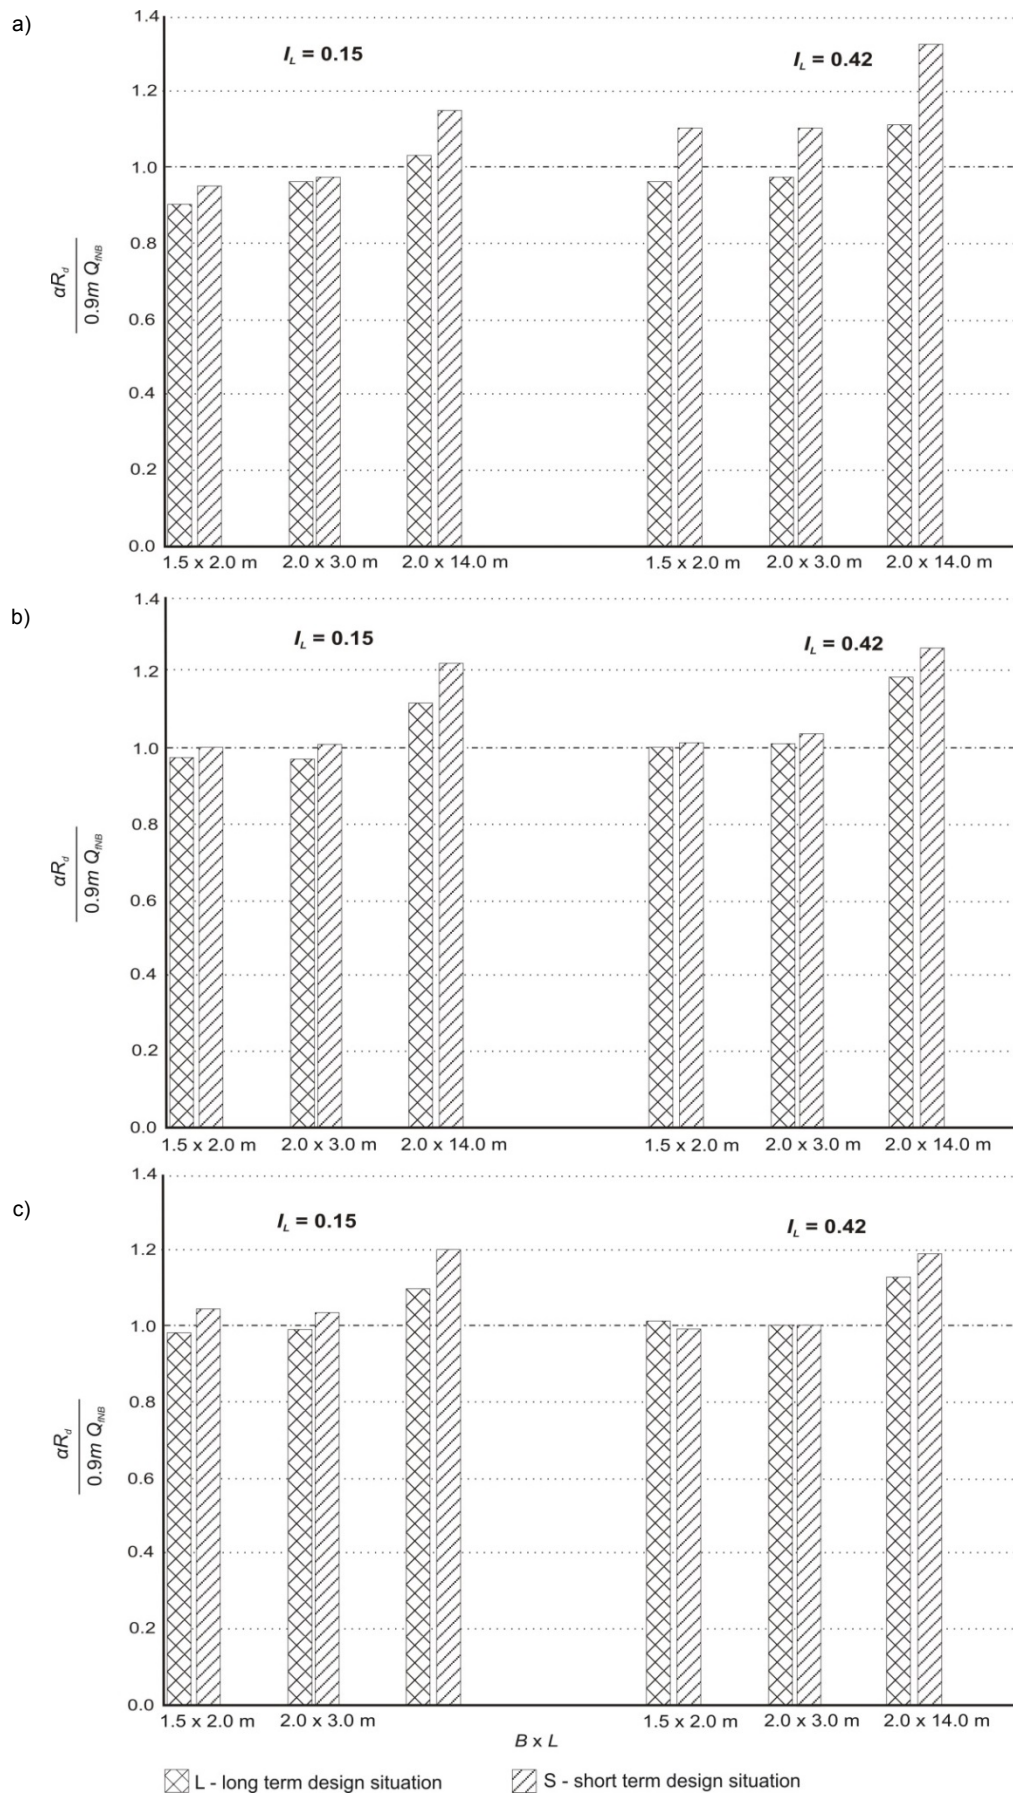 a)
1.4
1.2
1.0
0.8
0.6
0.4
0.2
0.0
αR_d
0.9m Q_fNB
I_L = 0.15
I_L = 0.42
1.5 x 2.0 m 2.0 x 3.0 m 2.0 x 14.0 m 1.5 x 2.0 m 2.0 x 3.0 m 2.0 x 14.0 m
b)
1.4
1.2
1.0
0.8
0.6
0.4
0.2
0.0
αR_d
0.9m Q_fNB
I_L = 0.15
I_L = 0.42
1.5 x 2.0 m 2.0 x 3.0 m 2.0 x 14.0 m 1.5 x 2.0 m 2.0 x 3.0 m 2.0 x 14.0 m
c)
1.4
1.2
1.0
0.8
0.6
0.4
0.2
0.0
αR_d
0.9m Q_fNB
I_L = 0.15
I_L = 0.42
1.5 x 2.0 m 2.0 x 3.0 m 1.5 x 2.0 m 2.0 x 3.0 m 2.0 x 14.0 m
B x L
L - long term design situation S - short term design situation